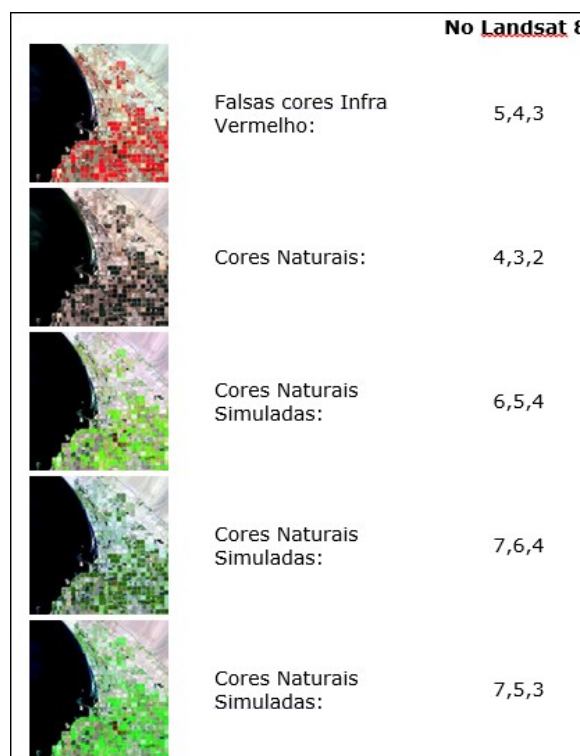 No Landsat 8
Falsas cores Infra
Vermelho:
5,4,3
Cores Naturais:
4,3,2
Cores Naturais
Simuladas:
6,5,4
Cores Naturais
Simuladas:
7,6,4
Cores Naturais
Simuladas:
7,5,3